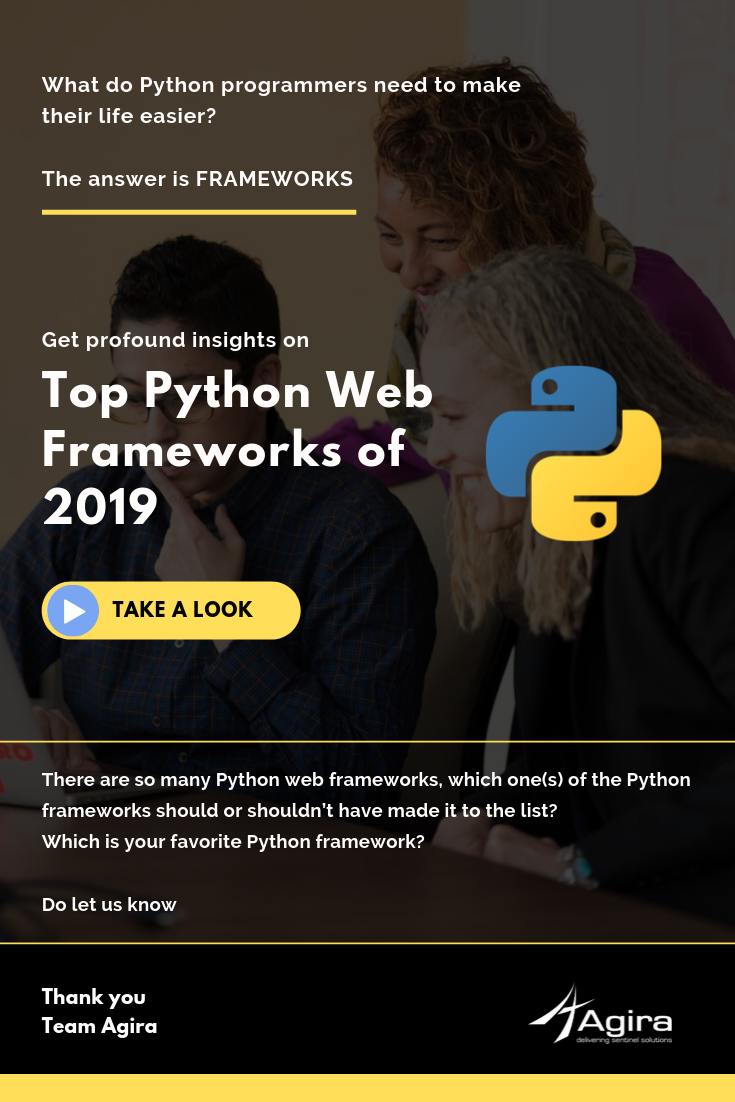 What do Python programmers need to make
their life easier?
The answer is FRAMEWORKS
Get profound insights on
Top Python Web
Frameworks of
2019
TAKE A LOOK
There are so many Python web frameworks, which one(s) of the Python
frameworks should or shouldn't have made it to the list?
Which is your favorite Python framework?
Do let us know
Thank you
Team Agira
Agira
delivering sentinel solutions